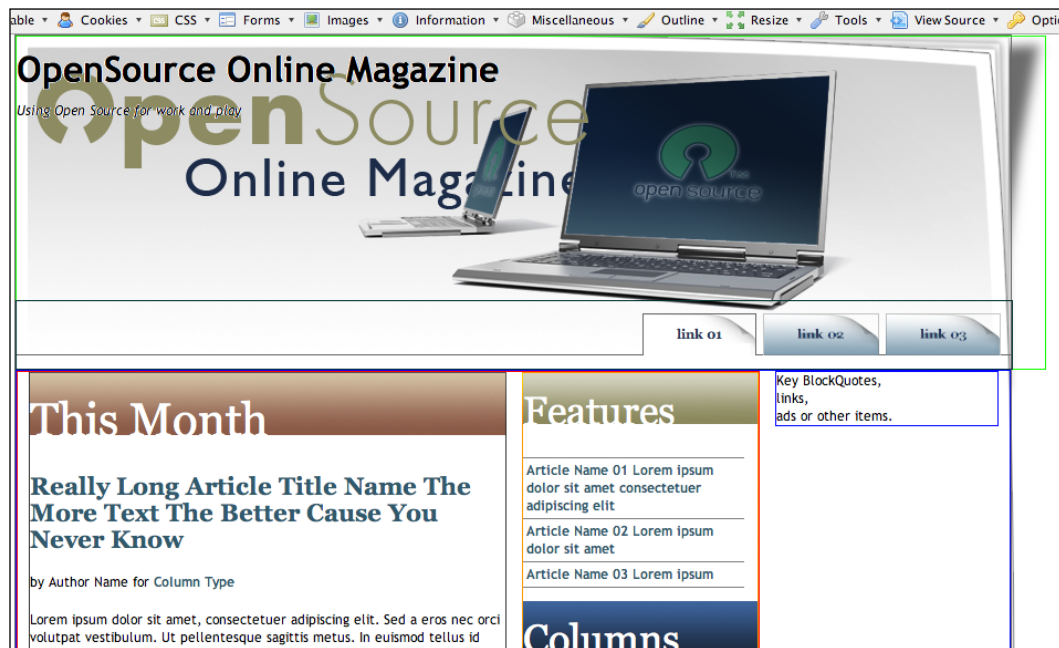 able Cookies CSS Forms Images Information Miscellaneous Outline Resize Tools View Source Optio
OpenSource Online Magazine
Using Open Source for work and play
OpenSource
Online Magazine
open source
link 01 link 02 link 03
This Month
Really Long Article Title Name The
More Text The Better Cause You
Never Know
by Author Name for Column Type
Lorem ipsum dolor sit amet, consectetuer adipiscing elit. Sed a eros nec orci
volutpat vestibulum. Ut pellentesque sagittis metus. In euismod tellus id
Features
Article Name 01 Lorem ipsum
dolor sit amet consectetuer
adipiscing elit
Article Name 02 Lorem ipsum
dolor sit amet
Article Name 03 Lorem ipsum
Columns
Key BlockQuotes,
links,
ads or other items.